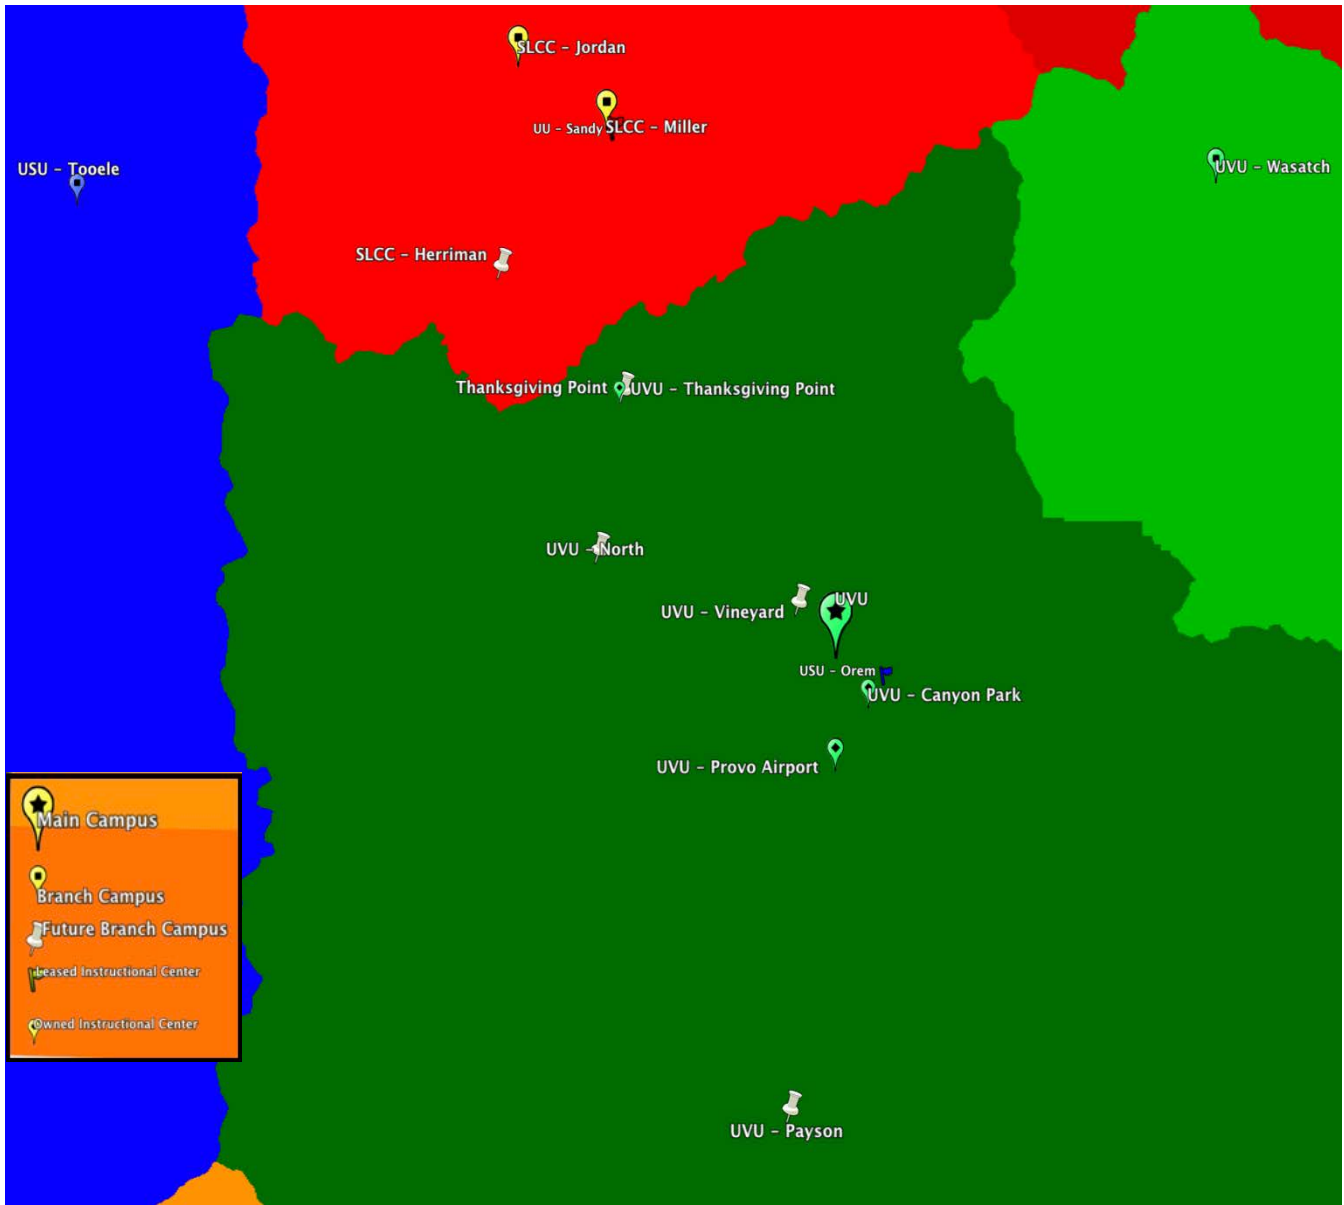 SLCC – Jordan
UU – Sandy
SLCC – Miller
USU – Tooele
UVU – Wasatch
SLCC – Herriman
Thanksgiving Point
UVU – Thanksgiving Point
UVU – North
UVU
UVU – Vineyard
USU – Orem
UVU – Canyon Park
UVU – Provo Airport
Main Campus
Branch Campus
Future Branch Campus
Leased Instructional Center
Owned Instructional Center
UVU – Payson